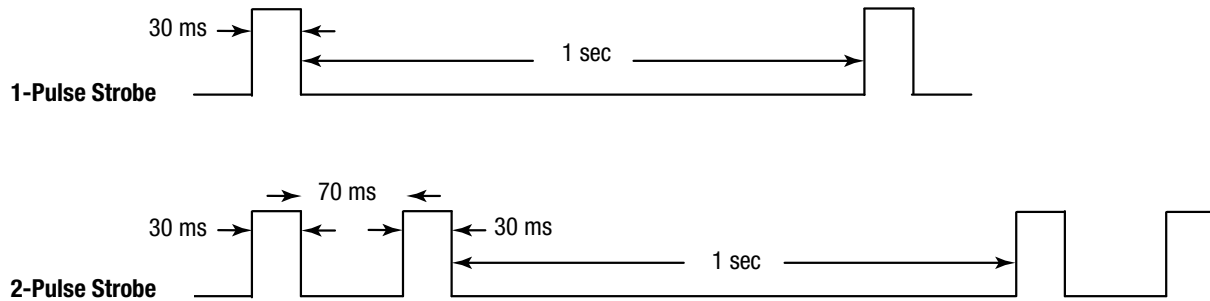 30 ms
1 sec
1-Pulse Strobe
70 ms
30 ms 30 ms
1 sec
2-Pulse Strobe